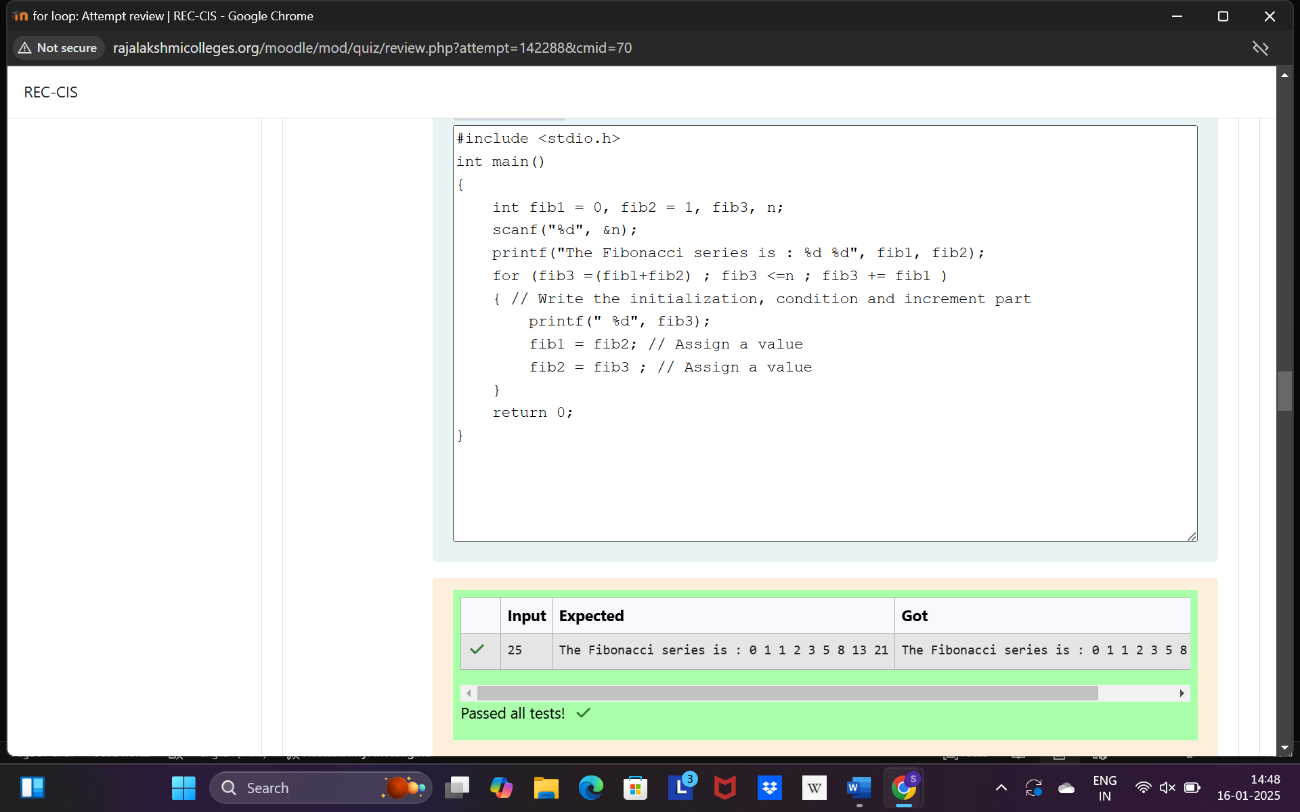 for loop: Attempt review | REC-CIS - Google Chrome
Not secure rajalakshmicolleges.org/moodle/mod/quiz/review.php?attempt=142288&cmid=70
REC-CIS
#include <stdio.h>
int main()
{
    int fib1 = 0, fib2 = 1, fib3, n;
    scanf("%d", &n);
    printf("The Fibonacci series is : %d %d", fib1, fib2);
    for (fib3 =(fib1+fib2) ; fib3 <=n ; fib3 += fib1 )
    { // Write the initialization, condition and increment part
        printf(" %d", fib3);
        fib1 = fib2; // Assign a value
        fib2 = fib3 ; // Assign a value
    }
    return 0;
}
Input Expected Got
25 The Fibonacci series is : 0 1 1 2 3 5 8 13 21 The Fibonacci series is : 0 1 1 2 3 5 8
Passed all tests!
Search
3
W
S
ENG
IN
14:48
16-01-2025